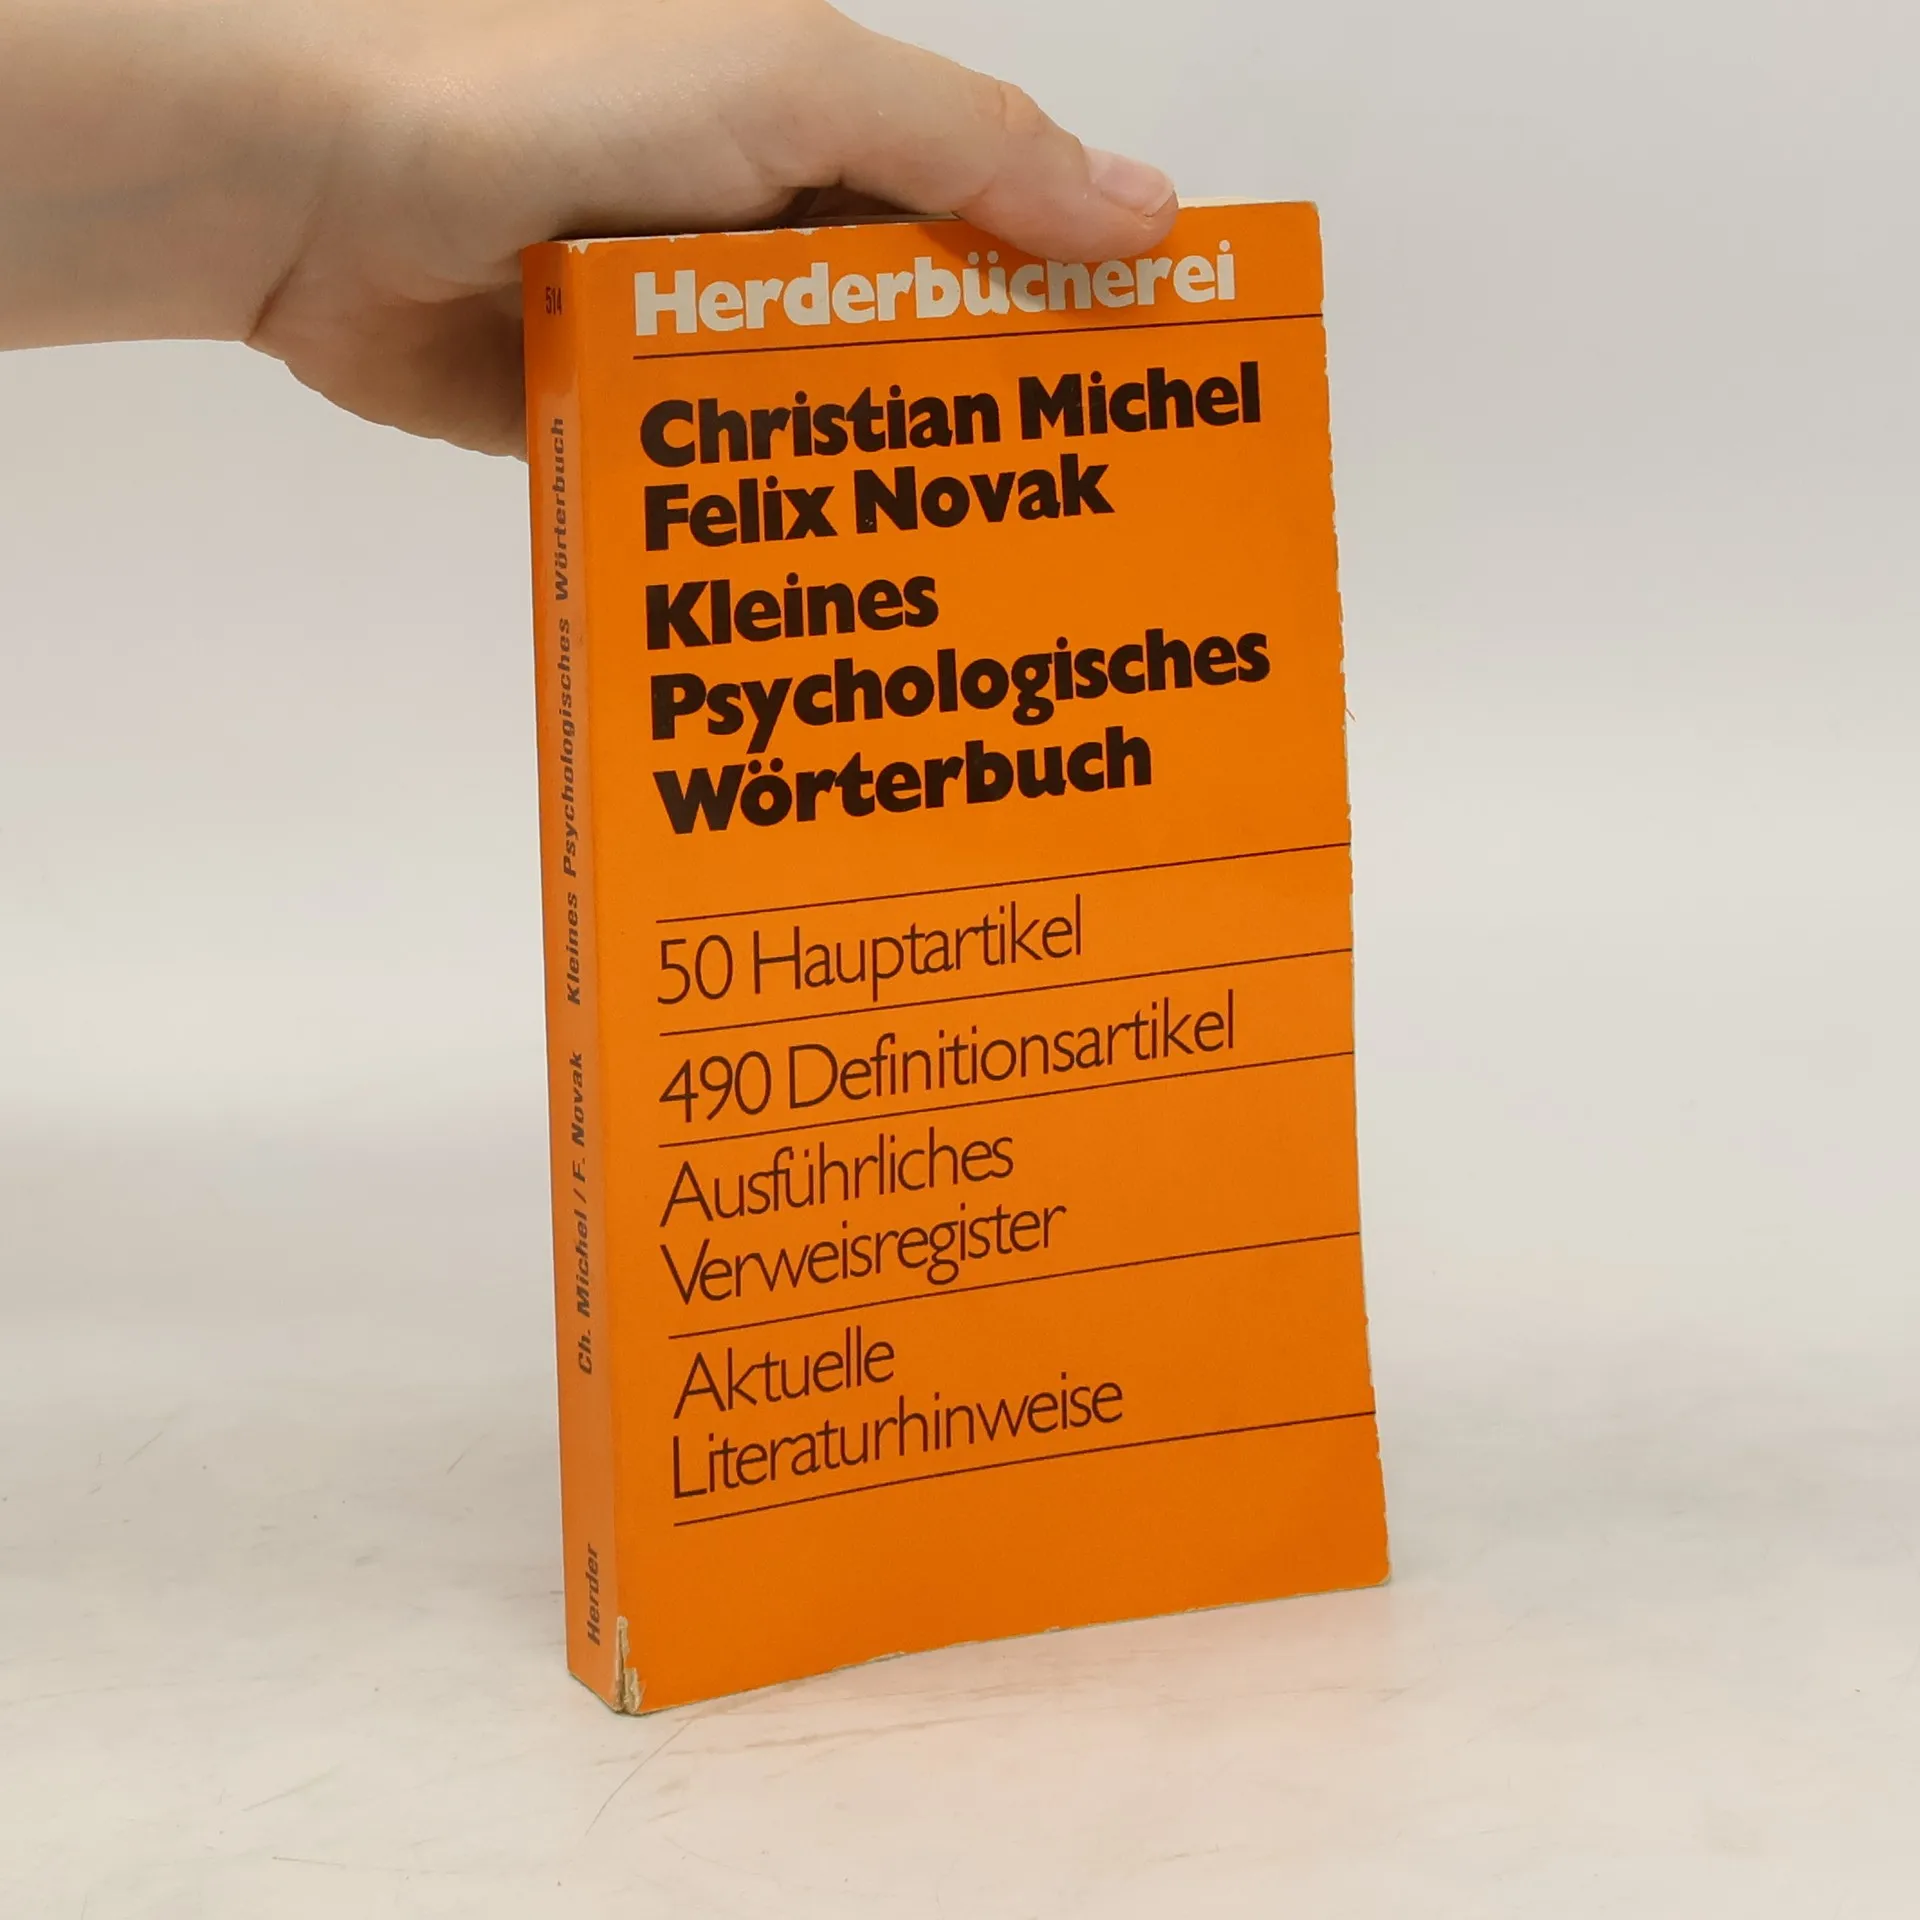 Herderbücherei
Christian Michel
Felix Novak
Kleines
Psychologisches
Wörterbuch
50 Hauptartikel
490 Definitionsartikel
Ausführliches
Verweisregister
Aktuelle
Literaturhinweise
514
Ch. Michel / F. Novak Kleines Psychologisches Wörterbuch
Herder